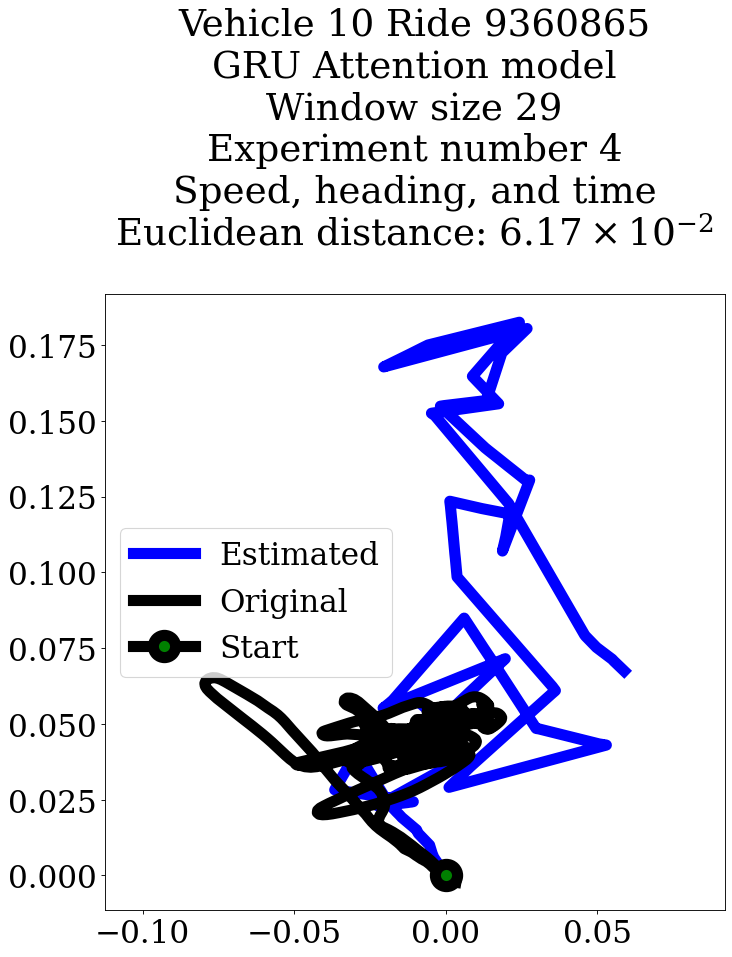 Vehicle 10 Ride 9360865
GRU Attention model
Window size 29
Experiment number 4
Speed, heading, and time
Euclidean distance: 6.17 × 10⁻²
0.175
0.150
0.125
0.100
0.075
0.050
0.025
0.000
Estimated
Original
Start
−0.10 −0.05 0.00 0.05